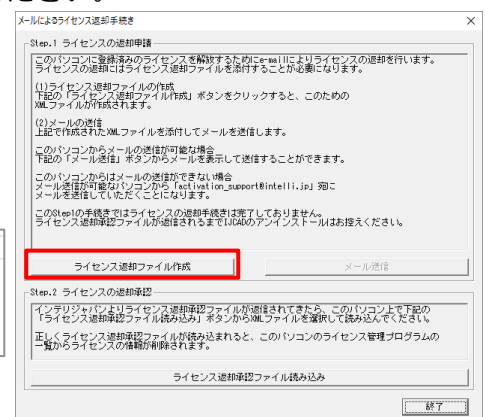 ださい。
メールによるライセンス返却手続き
Step.1 ライセンスの返却申請
このパソコンに登録済みのライセンスを解放するためにe-mailによりライセンスの返却を行います。
ライセンスの返却にはライセンス返却ファイルを添付することが必要になります。
(1)ライセンス返却ファイルの作成
下記の「ライセンス返却ファイル作成」ボタンをクリックすると、このための
XMLファイルが作成されます。
(2)メールの送信
上記で作成されたXMLファイルを添付してメールを送信します。
このパソコンからメールの送信が可能な場合
下記の「メール送信」ボタンからメールを表示して送信することができます。
このパソコンからはメールの送信ができない場合
メール送信が可能なパソコンから「activation_support@intelli.jp」宛に
メールを送信していただくことになります。
このStep1の手続きではライセンスの返却手続きは完了しておりません。
ライセンス返却承認ファイルが返信されるまでIJCADのアンインストールはお控えください。
ライセンス返却ファイル作成
メール送信
Step.2 ライセンスの返却承認
インテリジャパンよりライセンス返却承認ファイルが返信されてきたら、このパソコン上で下記の
「ライセンス返却承認ファイル読み込み」ボタンからXMLファイルを選択して読み込んでください。
正しくライセンス返却承認ファイルが読み込まれると、このパソコンのライセンス管理プログラムの
一覧からライセンスの情報が削除されます。
ライセンス返却承認ファイル読み込み
終了